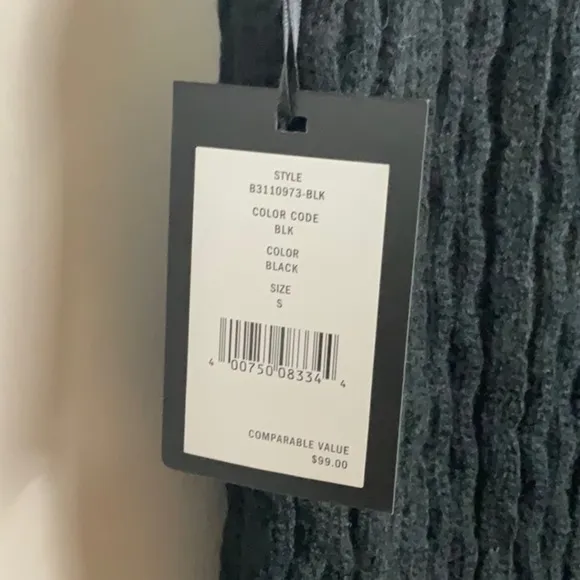 STYLE
B3110973-BLK
COLOR CODE
BLK
COLOR
BLACK
SIZE
S
4 00750 08334 4
COMPARABLE VALUE
$99.00